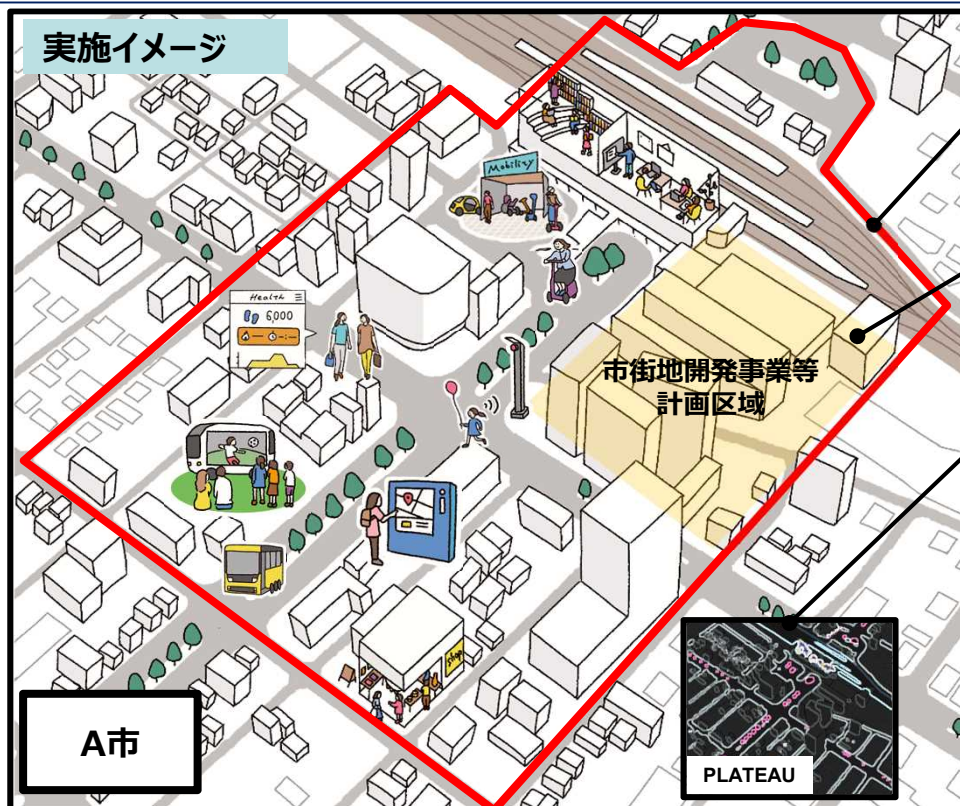 実施イメージ
Mobility
Health
6,000
市街地開発事業等
計画区域
i
shop
A市
PLATEAU